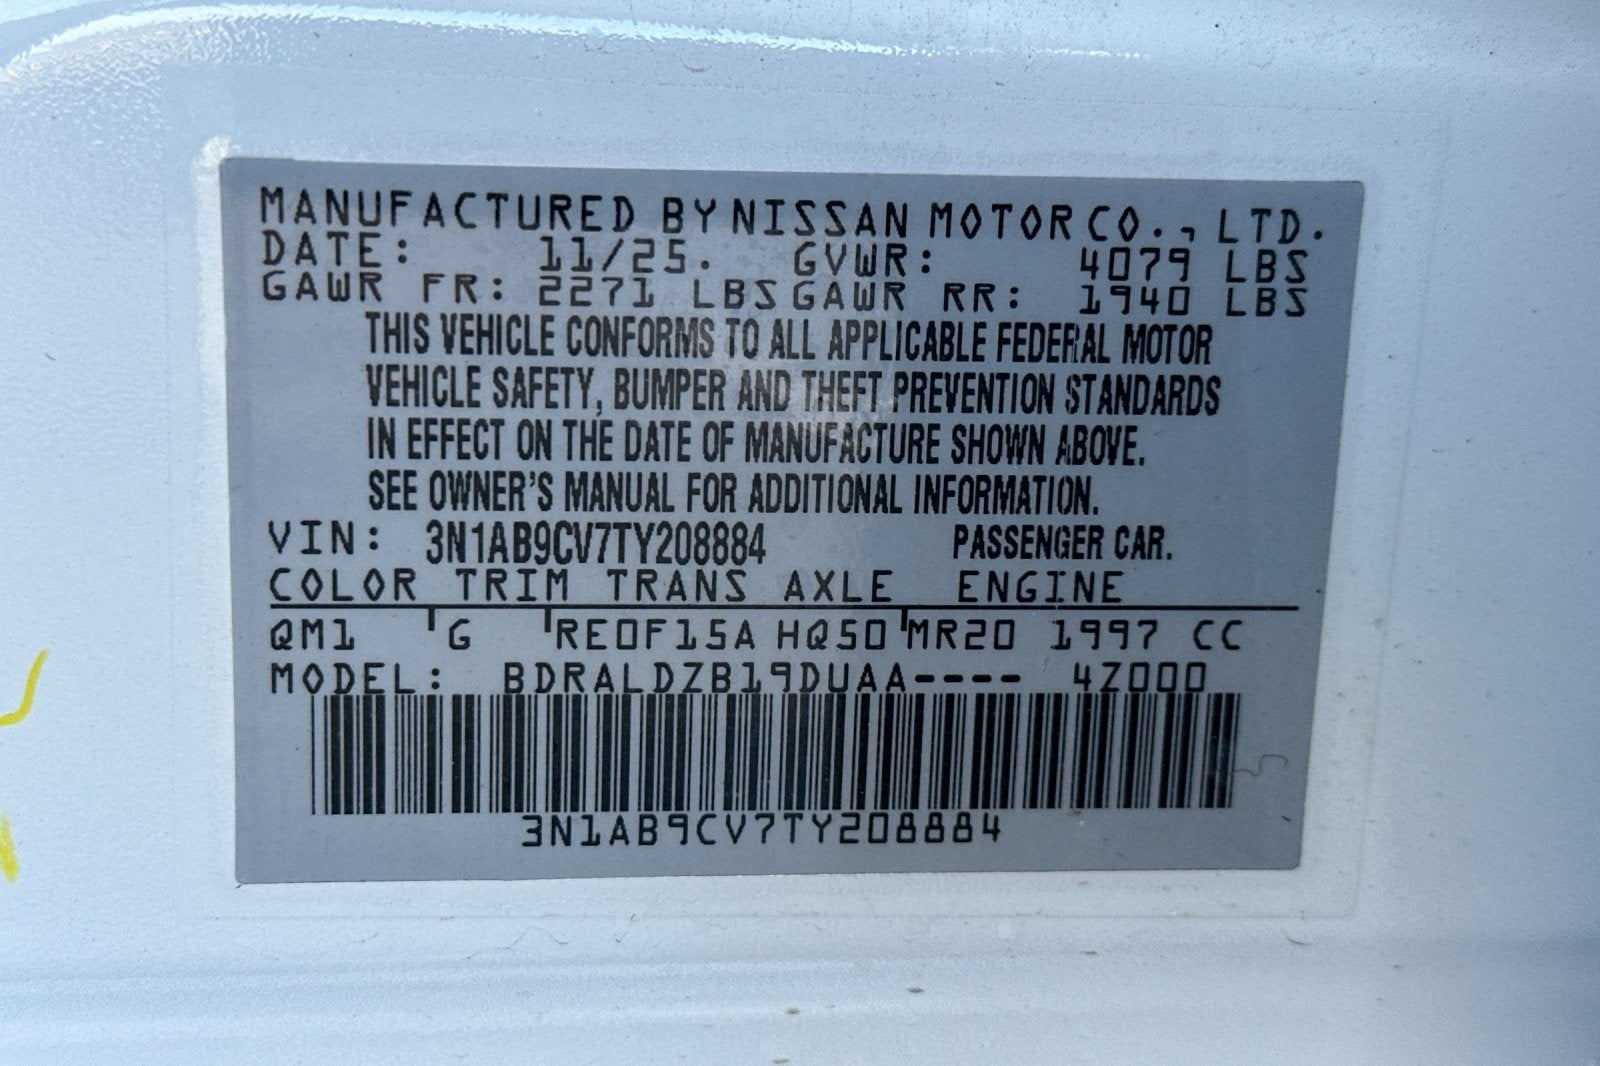 MANUFACTURED BY NISSAN MOTOR CO., LTD.
DATE: 11/25. GVWR: 4079 LBS
GAWR FR: 2271 LBS GAWR RR: 1940 LBS
THIS VEHICLE CONFORMS TO ALL APPLICABLE FEDERAL MOTOR
VEHICLE SAFETY, BUMPER AND THEFT PREVENTION STANDARDS
IN EFFECT ON THE DATE OF MANUFACTURE SHOWN ABOVE.
SEE OWNER'S MANUAL FOR ADDITIONAL INFORMATION.
VIN: 3N1AB9CV7TY208884 PASSENGER CAR.
COLOR TRIM TRANS AXLE ENGINE
QM1 G RE0F15A HQ50 MR20 1997 CC
MODEL: BDRALDZB19DUAA---- 4Z000
3N1AB9CV7TY208884